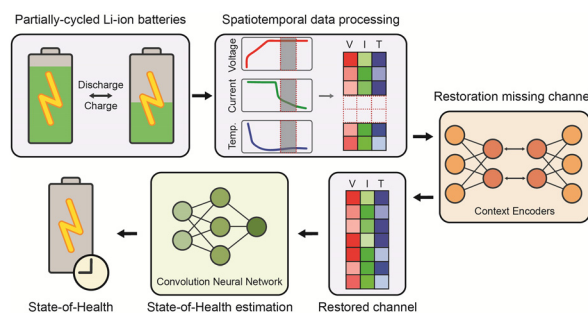 Partially-cycled Li-ion batteries
Spatiotemporal data processing
Discharge
Charge
Voltage
Current
Temp.
V I T
Restoration missing channel
Context Encoders
V I T
Convolution Neural Network
State-of-Health
State-of-Health estimation
Restored channel